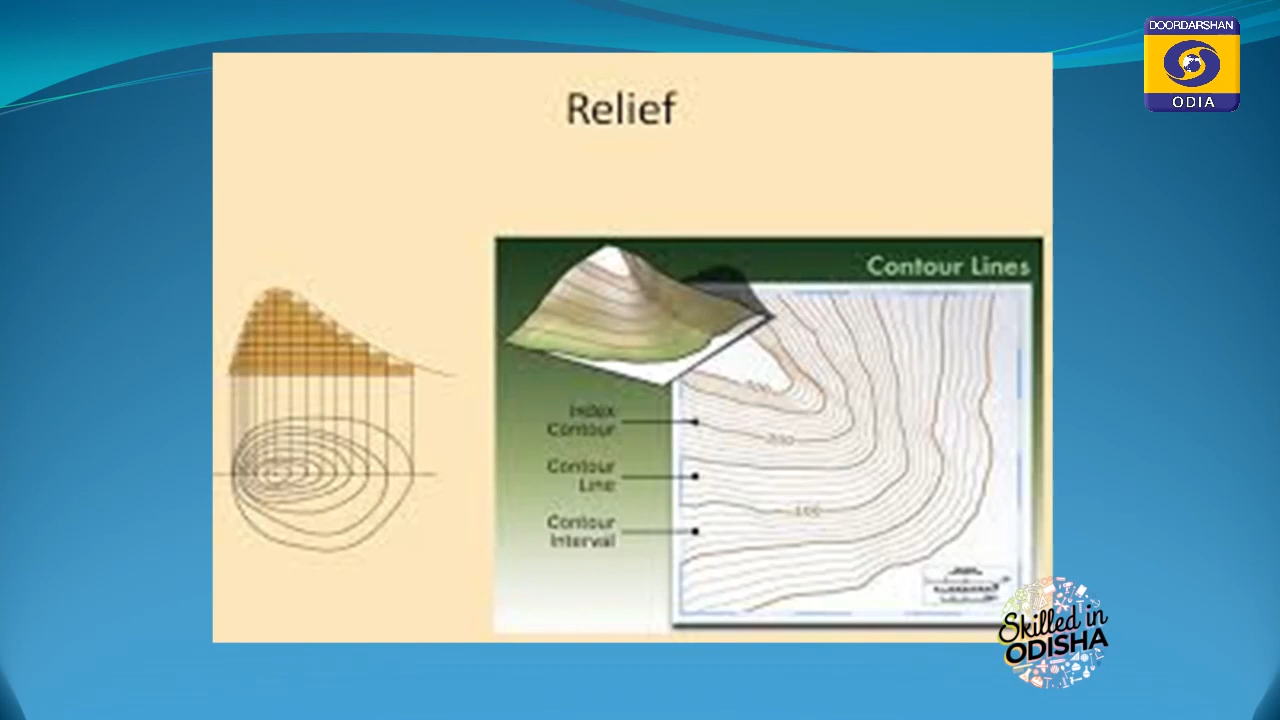 DOORDARSHAN
ODIA
Relief
Contour Lines
Index
Contour
Contour
Line
Contour
Interval
Skilled in
ODISHA